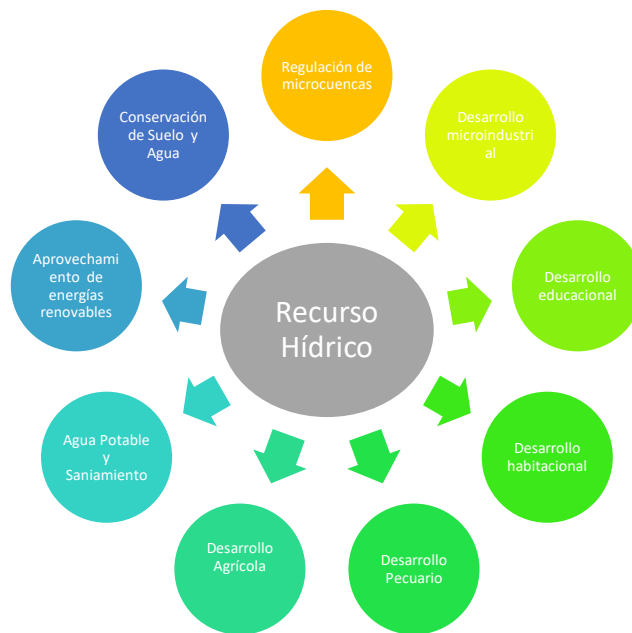 Regulación de
microcuencas
Desarrollo
microindustri
al
Desarrollo
educacional
Desarrollo
habitacional
Desarrollo
Pecuario
Desarrollo
Agrícola
Agua Potable
y
Saniamiento
Aprovechami
ento de
energías
renovables
Conservación
de Suelo y
Agua
Recurso
Hídrico